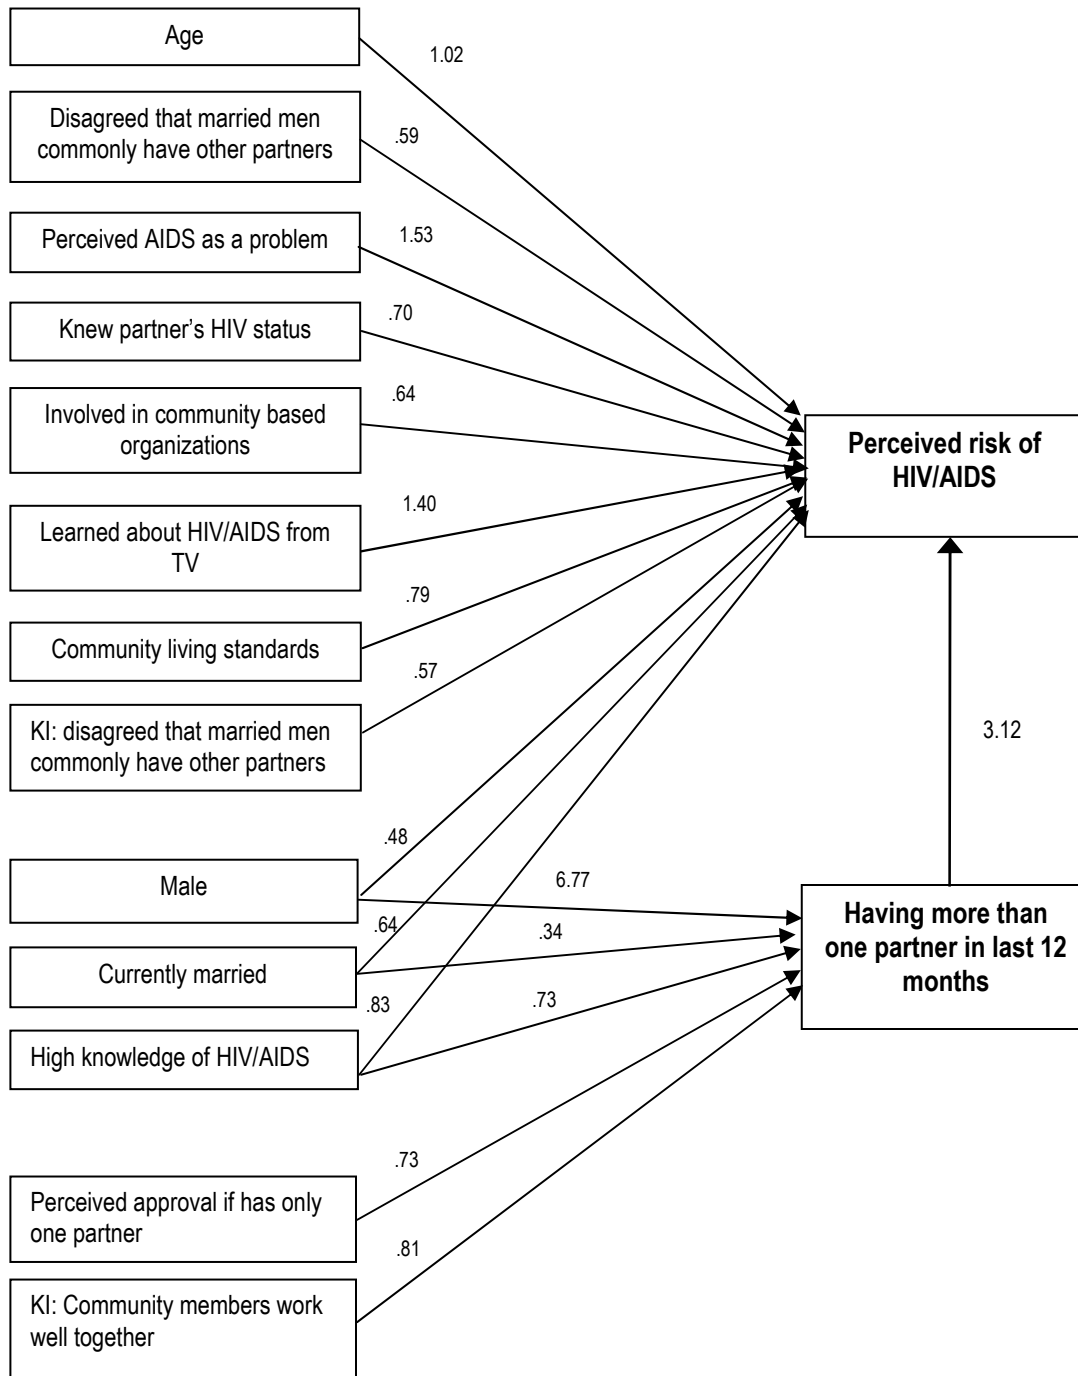 Age
1.02
Disagreed that married men
commonly have other partners
.59
Perceived AIDS as a problem
1.53
Knew partner’s HIV status
.70
Involved in community based
organizations
.64
Perceived risk of
HIV/AIDS
Learned about HIV/AIDS from
TV
1.40
Community living standards
.79
KI: disagreed that married men
commonly have other partners
.57
3.12
Male
.48
6.77
Having more than
one partner in last 12
months
Currently married
.64
.34
High knowledge of HIV/AIDS
.83
.73
Perceived approval if has only
one partner
.73
KI: Community members work
well together
.81